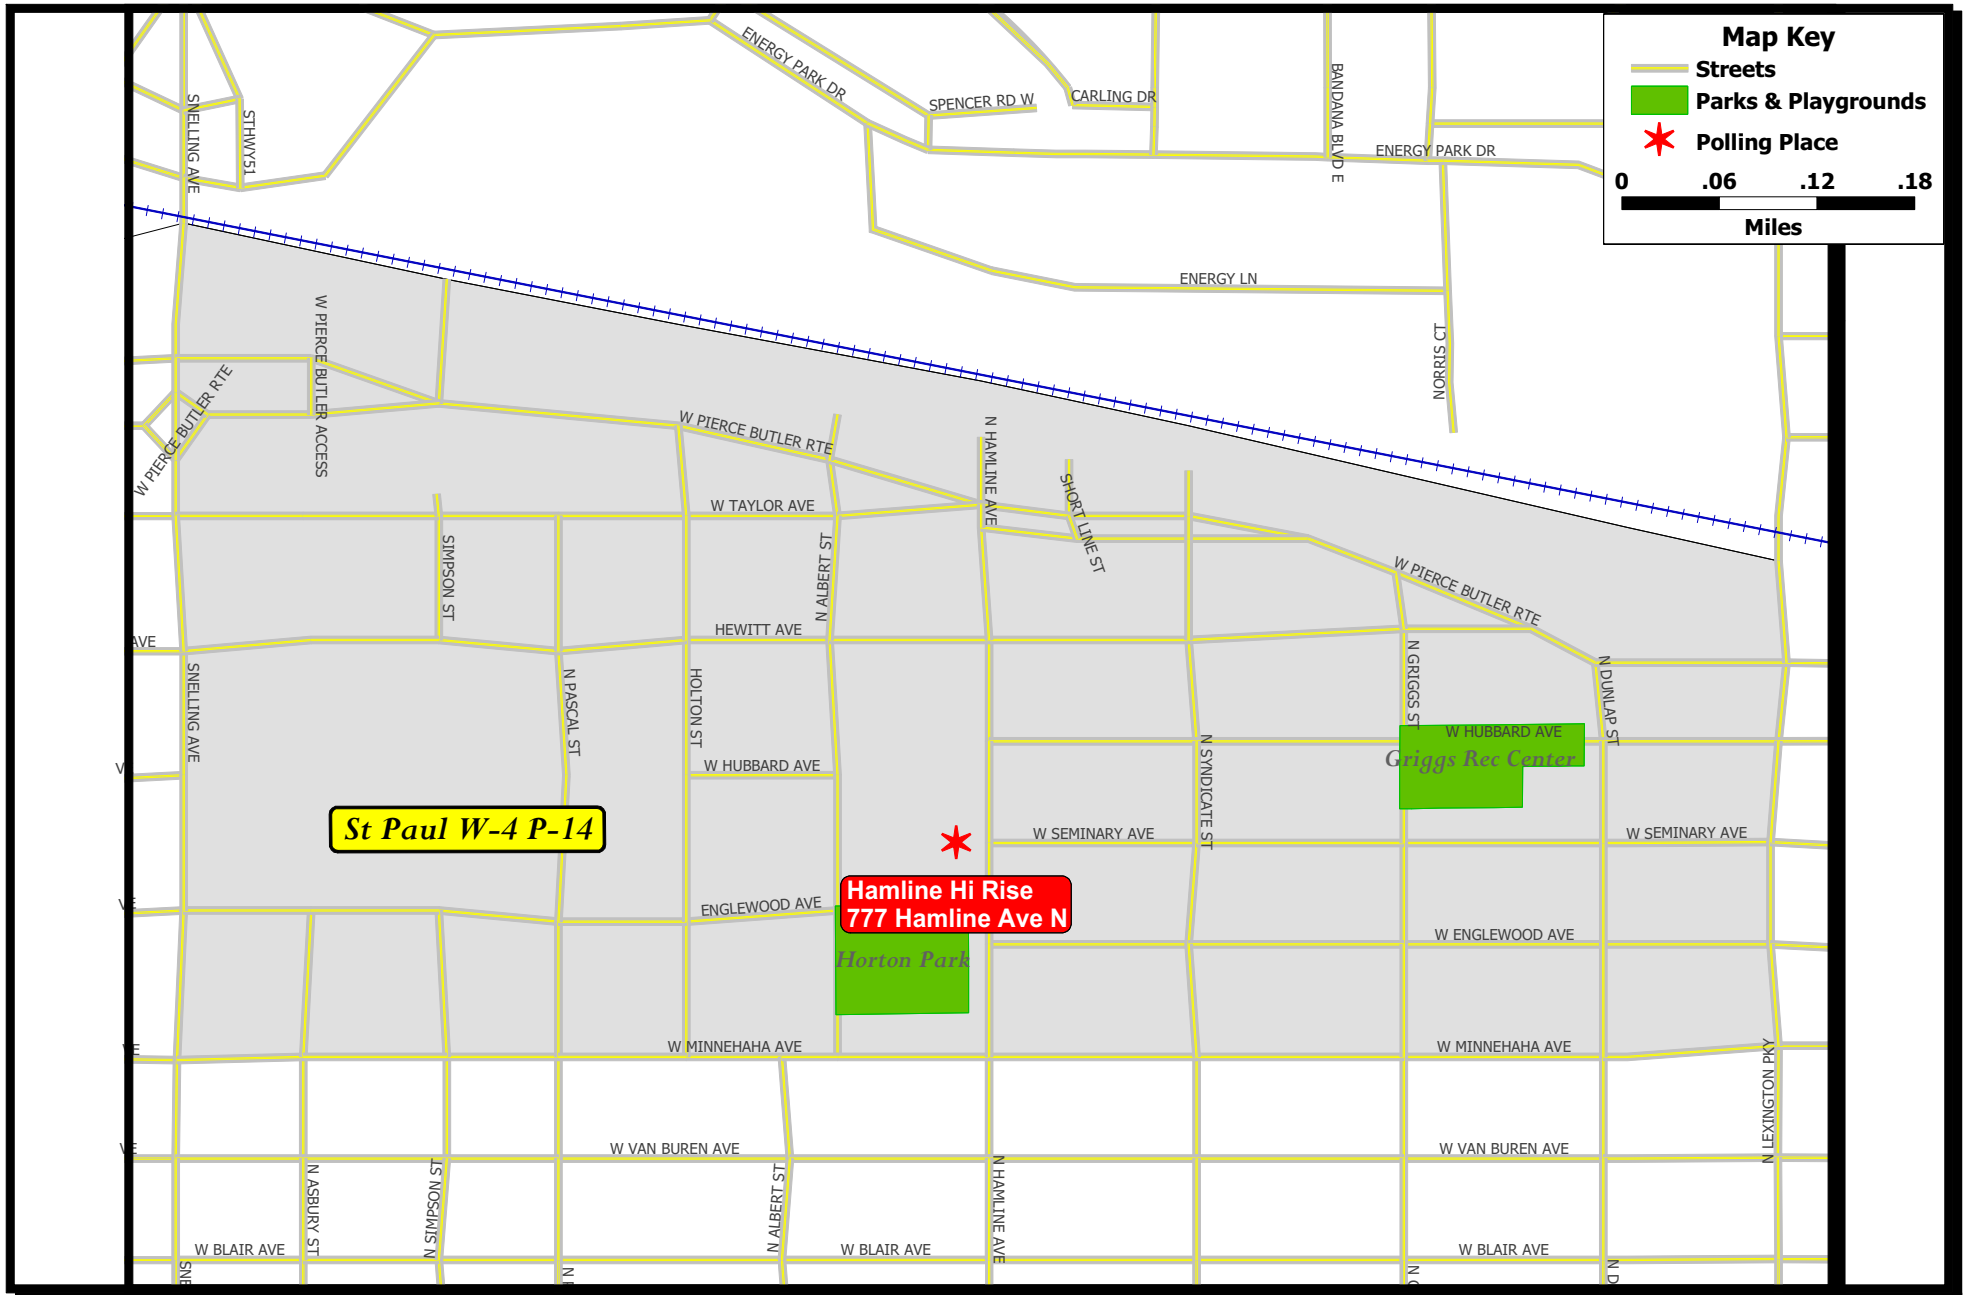 Map Key
Streets
Parks & Playgrounds
Polling Place
0 .06 .12 .18
Miles
ENERGY PARK DR
SPENCER RD W
CARLING DR
BANDANA BLVD E
ENERGY PARK DR
SNELLING AVE
STHWY51
ENERGY LN
NORRIS CT
W PIERCE BUTLER RTE
W PIERCE BUTLER ACCESS
W PIERCE BUTLER RTE
N HAMLINE AVE
SHORT LINE ST
W TAYLOR AVE
SIMPSON ST
N ALBERT ST
W PIERCE BUTLER RTE
AVE
HEWITT AVE
SNELLING AVE
N PASCAL ST
HOLTON ST
N GRIGGS ST
N DUNLAP ST
W HUBBARD AVE
Griggs Rec Center
N SYNDICATE ST
W HUBBARD AVE
V
St Paul W-4 P-14
W SEMINARY AVE
W SEMINARY AVE
Hamline Hi Rise
777 Hamline Ave N
VE
ENGLEWOOD AVE
W ENGLEWOOD AVE
Horton Park
VE
W MINNEHAHA AVE
W MINNEHAHA AVE
N LEXINGTON PKY
VE
W VAN BUREN AVE
W VAN BUREN AVE
N ASBURY ST
N SIMPSON ST
N ALBERT ST
N HAMLINE AVE
W BLAIR AVE
W BLAIR AVE
W BLAIR AVE
SNE
N
N
N D